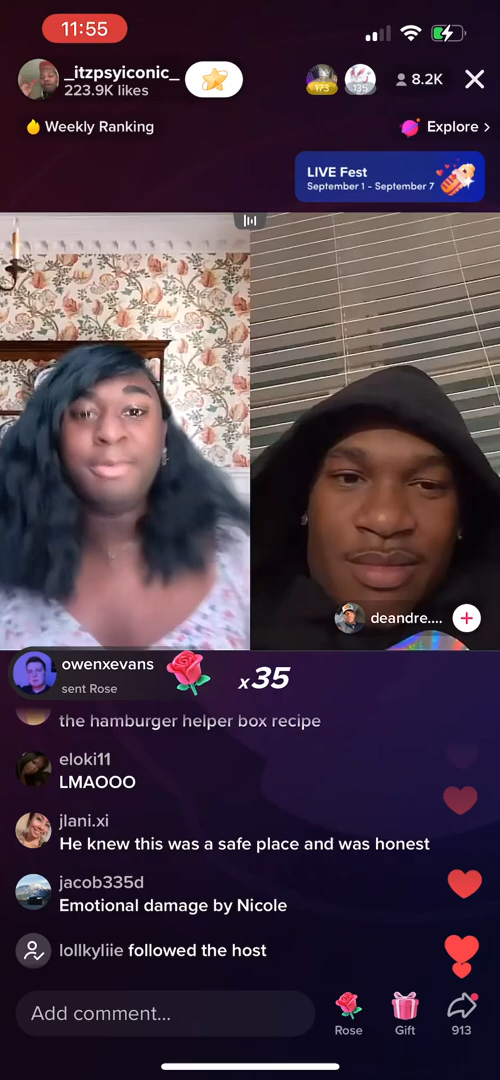 11:55
_itzpsyiconic_
223.9K likes
173
135
8.2K
Weekly Ranking
Explore >
LIVE Fest
September 1 - September 7
deandre....
owenxevans
sent Rose
x35
the hamburger helper box recipe
eloki11
LMAOOO
jlani.xi
He knew this was a safe place and was honest
jacob335d
Emotional damage by Nicole
lollkyliie followed the host
Add comment...
Rose
Gift
913